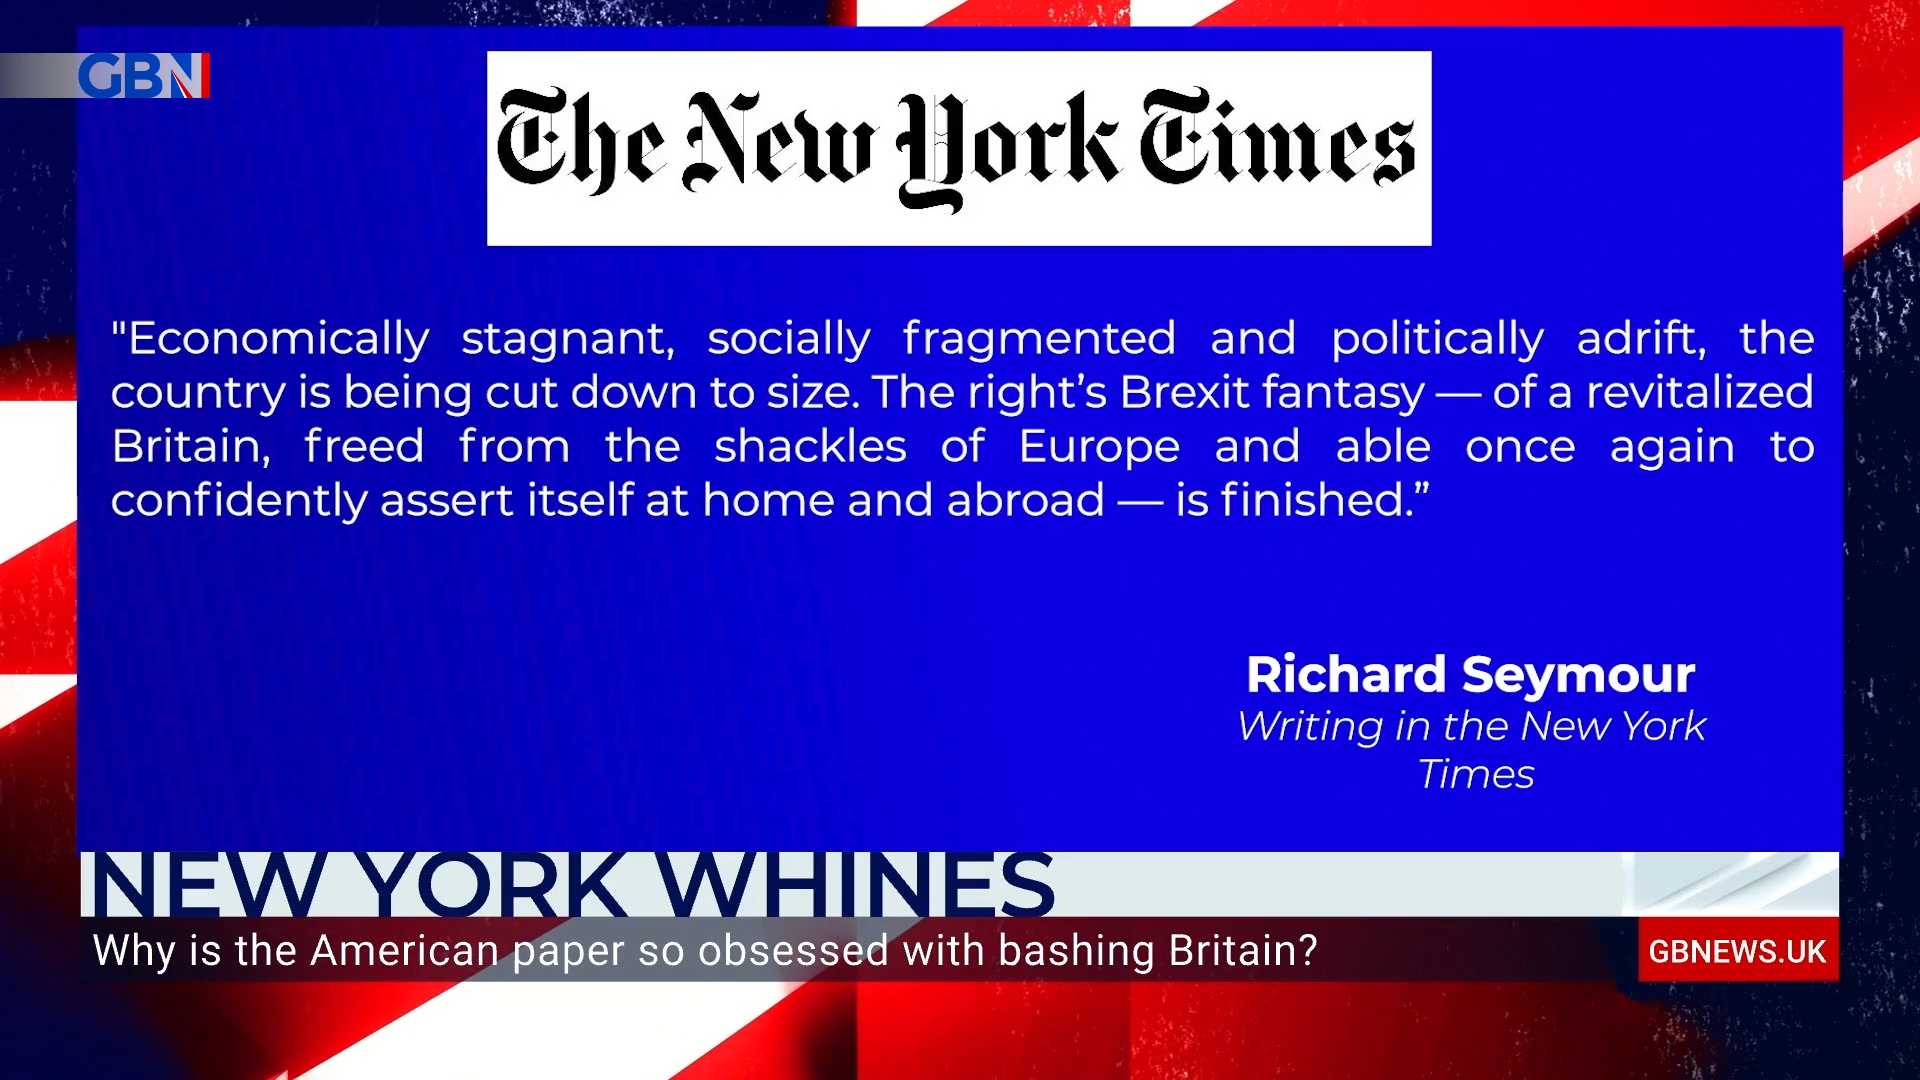 GBN
The New York Times
"Economically stagnant, socially fragmented and politically adrift, the
country is being cut down to size. The right’s Brexit fantasy — of a revitalized
Britain, freed from the shackles of Europe and able once again to
confidently assert itself at home and abroad — is finished.”
Richard Seymour
Writing in the New York
Times
NEW YORK WHINES
Why is the American paper so obsessed with bashing Britain?
GBNEWS.UK